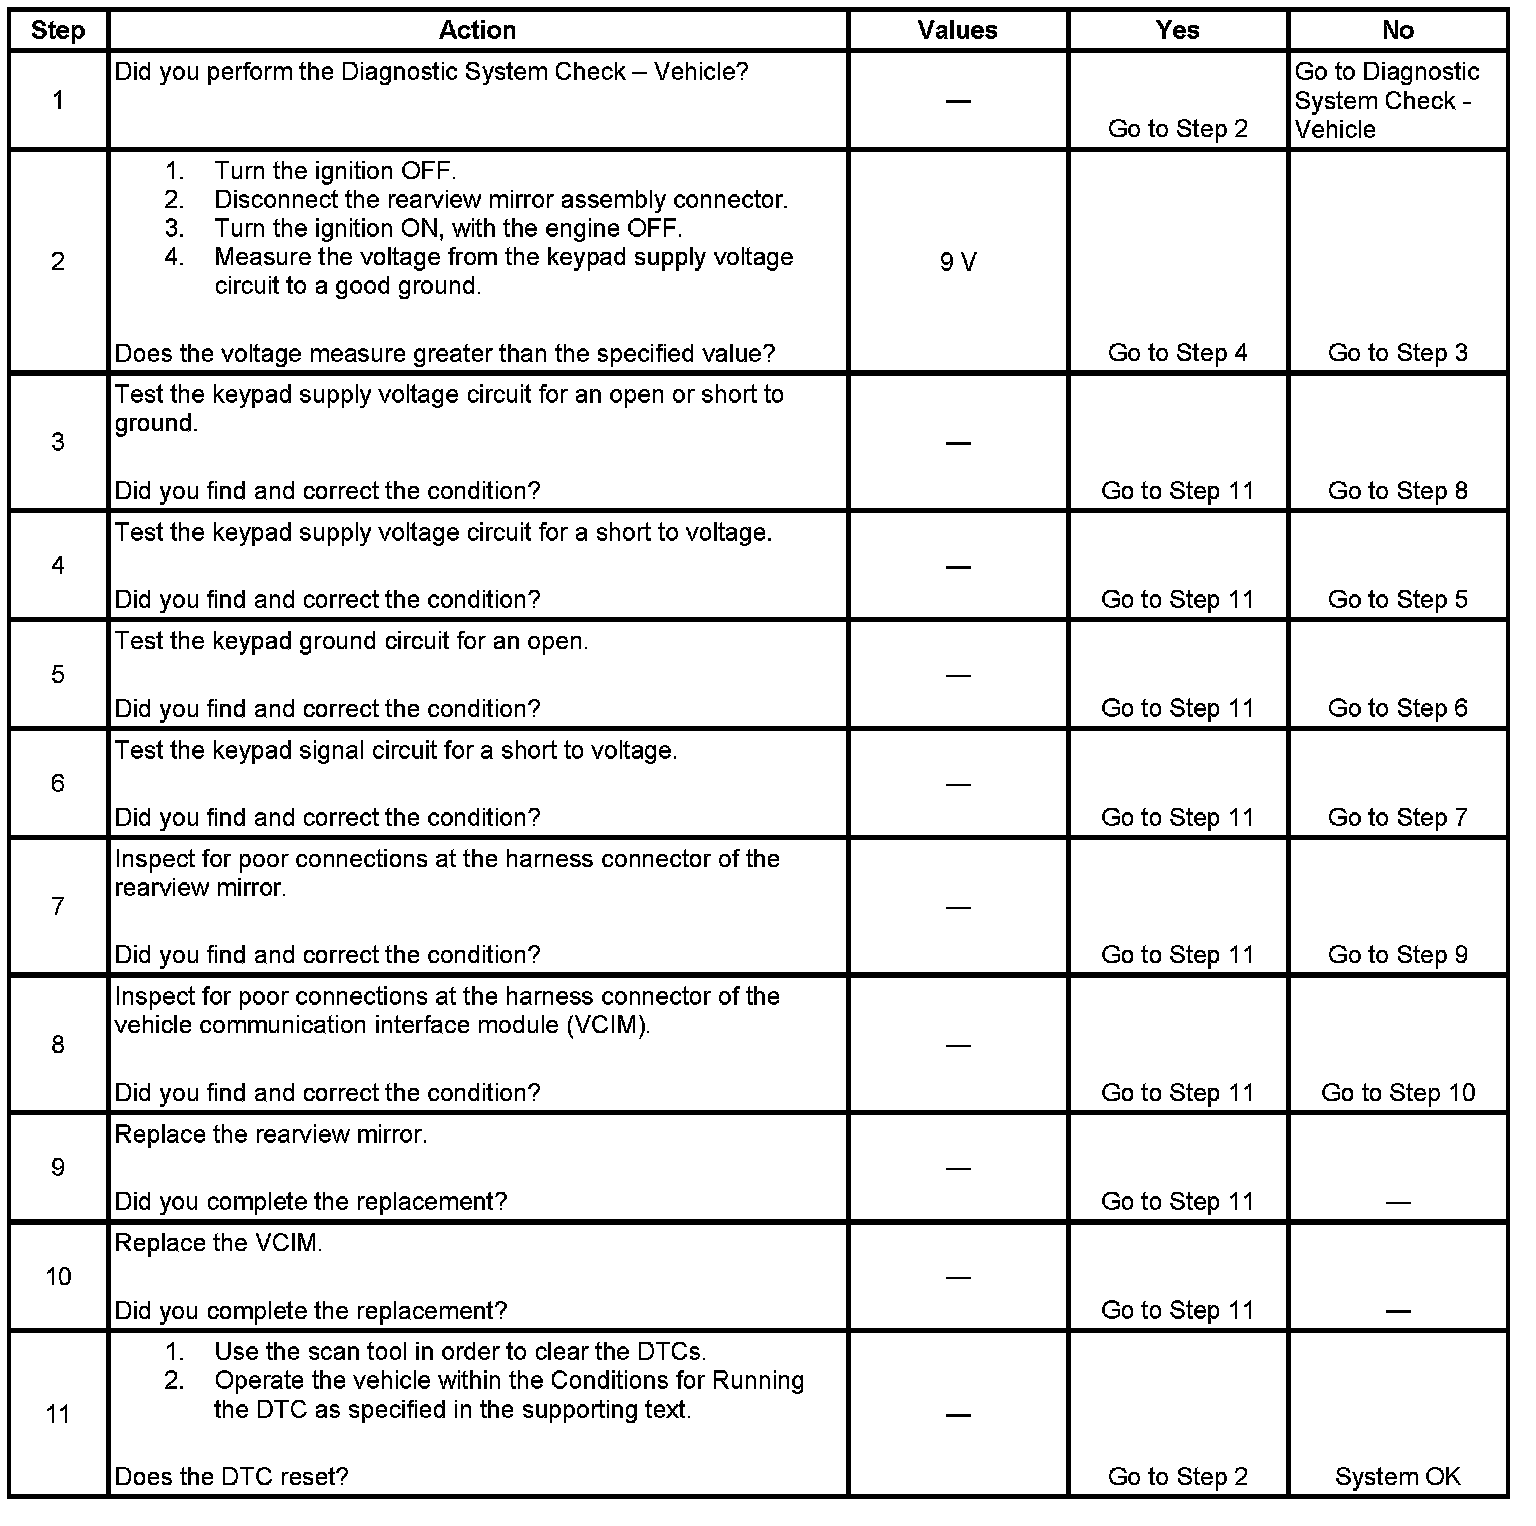 Step Action Values Yes No
1
Did you perform the Diagnostic System Check – Vehicle?
—
Go to Step 2
Go to Diagnostic
System Check -
Vehicle
2
1. Turn the ignition OFF.
2. Disconnect the rearview mirror assembly connector.
3. Turn the ignition ON, with the engine OFF.
4. Measure the voltage from the keypad supply voltage
circuit to a good ground.
Does the voltage measure greater than the specified value?
9 V
Go to Step 4
Go to Step 3
3
Test the keypad supply voltage circuit for an open or short to
ground.
Did you find and correct the condition?
—
Go to Step 11
Go to Step 8
4
Test the keypad supply voltage circuit for a short to voltage.
Did you find and correct the condition?
—
Go to Step 11
Go to Step 5
5
Test the keypad ground circuit for an open.
Did you find and correct the condition?
—
Go to Step 11
Go to Step 6
6
Test the keypad signal circuit for a short to voltage.
Did you find and correct the condition?
—
Go to Step 11
Go to Step 7
7
Inspect for poor connections at the harness connector of the
rearview mirror.
Did you find and correct the condition?
—
Go to Step 11
Go to Step 9
8
Inspect for poor connections at the harness connector of the
vehicle communication interface module (VCIM).
Did you find and correct the condition?
—
Go to Step 11
Go to Step 10
9
Replace the rearview mirror.
Did you complete the replacement?
—
Go to Step 11
—
10
Replace the VCIM.
Did you complete the replacement?
—
Go to Step 11
—
11
1. Use the scan tool in order to clear the DTCs.
2. Operate the vehicle within the Conditions for Running
the DTC as specified in the supporting text.
Does the DTC reset?
—
Go to Step 2
System OK